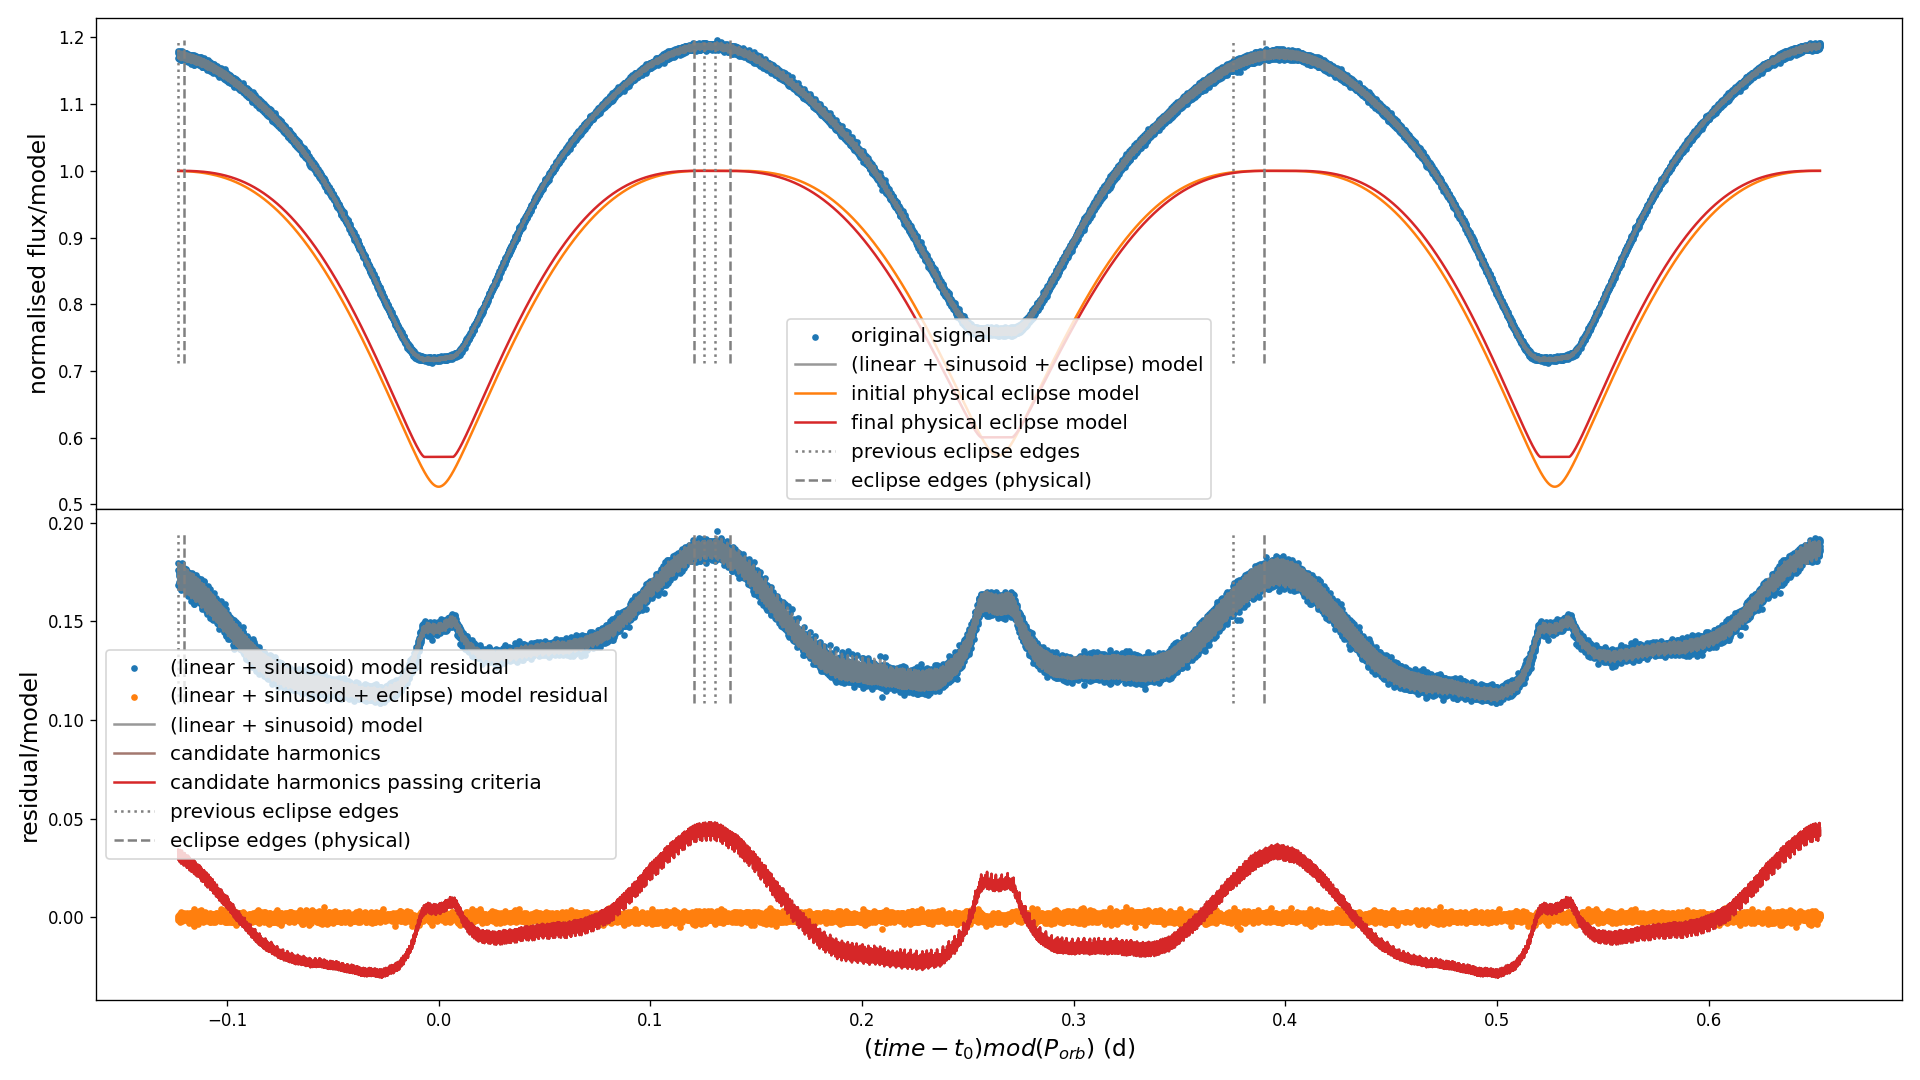 1.2
1.1
1.0
0.9
0.8
0.7
0.6
0.5
normalised flux/model
original signal
(linear + sinusoid + eclipse) model
initial physical eclipse model
final physical eclipse model
previous eclipse edges
eclipse edges (physical)
0.20
0.15
0.10
0.05
0.00
residual/model
(linear + sinusoid) model residual
(linear + sinusoid + eclipse) model residual
(linear + sinusoid) model
candidate harmonics
candidate harmonics passing criteria
previous eclipse edges
eclipse edges (physical)
−0.1 0.0 0.1 0.2 0.3 0.4 0.5 0.6
(time − t₀)mod(P_orb) (d)